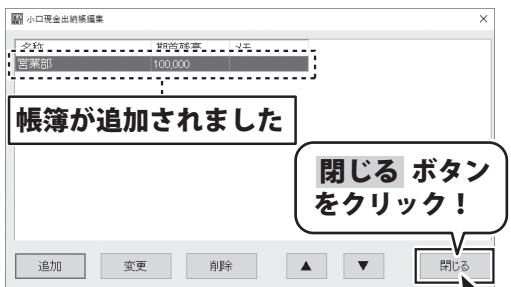 小口現金出納帳編集
名称 期首残高 メモ
営業部 100,000
帳簿が追加されました
閉じる ボタン
をクリック！
追加 変更 削除 ▲ ▼ 閉じる